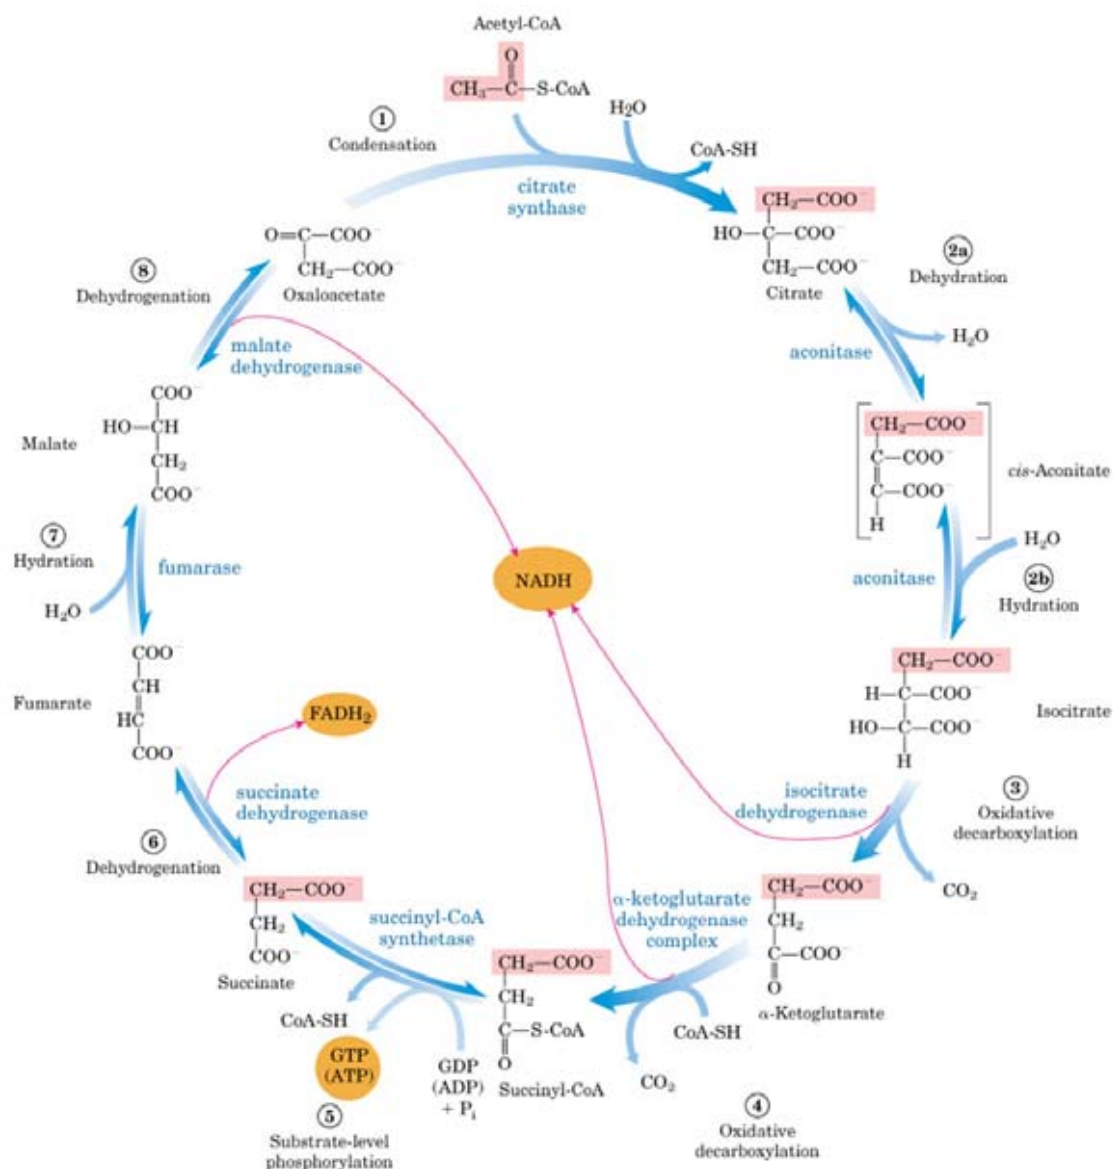 Acetyl-CoA
O
CH₃—C—S-CoA
H₂O
①
Condensation
CoA-SH
citrate
synthase
CH₂—COO⁻
HO—C—COO⁻
CH₂—COO⁻
Citrate
2a
Dehydration
H₂O
aconitase
O=C—COO⁻
CH₂—COO⁻
Oxaloacetate
⑧
Dehydrogenation
malate
dehydrogenase
COO⁻
HO—CH
CH₂
COO⁻
Malate
CH₂—COO⁻
C—COO⁻
C—COO⁻
H
cis-Aconitate
⑦
Hydration
H₂O
fumarase
NADH
aconitase
H₂O
2b
Hydration
COO⁻
CH
HC
COO⁻
Fumarate
FADH₂
CH₂—COO⁻
H—C—COO⁻
HO—C—COO⁻
H
Isocitrate
succinate
dehydrogenase
⑥
Dehydrogenation
isocitrate
dehydrogenase
③
Oxidative
decarboxylation
CO₂
CH₂—COO⁻
CH₂
COO⁻
Succinate
succinyl-CoA
synthetase
α-ketoglutarate
dehydrogenase
complex
CH₂—COO⁻
CH₂
C—COO⁻
O
α-Ketoglutarate
CH₂—COO⁻
CH₂
C—S-CoA
O
Succinyl-CoA
CoA-SH
GTP
(ATP)
GDP
(ADP)
+ Pᵢ
CoA-SH
CO₂
⑤
Substrate-level
phosphorylation
④
Oxidative
decarboxylation